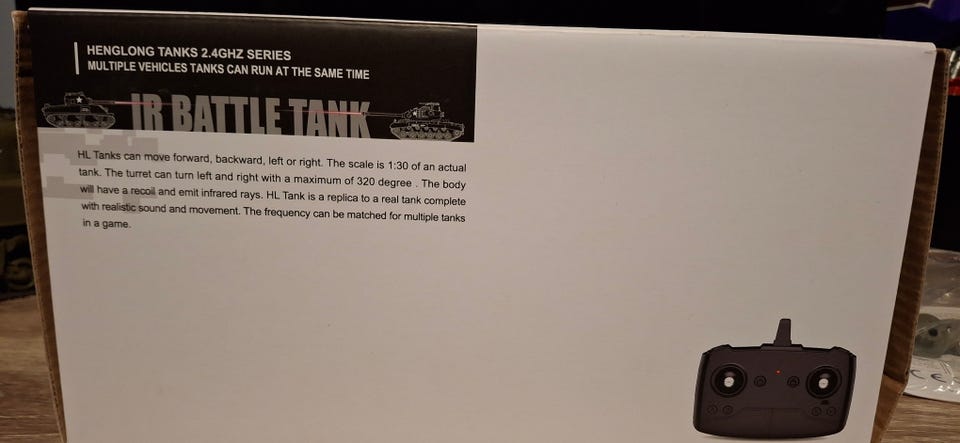 HENGLONG TANKS 2.4GHZ SERIES
MULTIPLE VEHICLES TANKS CAN RUN AT THE SAME TIME
IR BATTLE TANK
HL Tanks can move forward, backward, left or right. The scale is 1:30 of an actual
tank. The turret can turn left and right with a maximum of 320 degree . The body
will have a recoil and emit infrared rays. HL Tank is a replica to a real tank complete
with realistic sound and movement. The frequency can be matched for multiple tanks
in a game.
CE